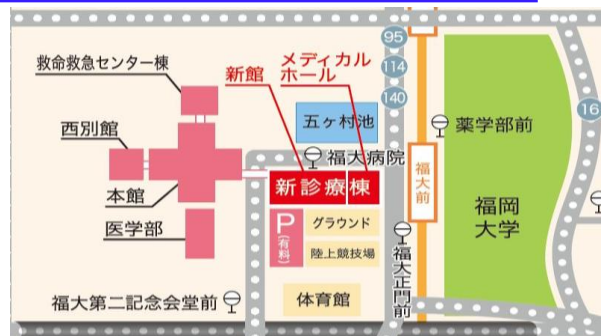 救命救急センター棟
新館
メディカル
ホール
95
114
140
16
西別館
五ヶ村池
福大病院
薬学部前
本館
新診療棟
福大前
福岡
大学
医学部
P
(有料)
グラウンド
陸上競技場
福大正門前
体育館
福大第二記念会堂前